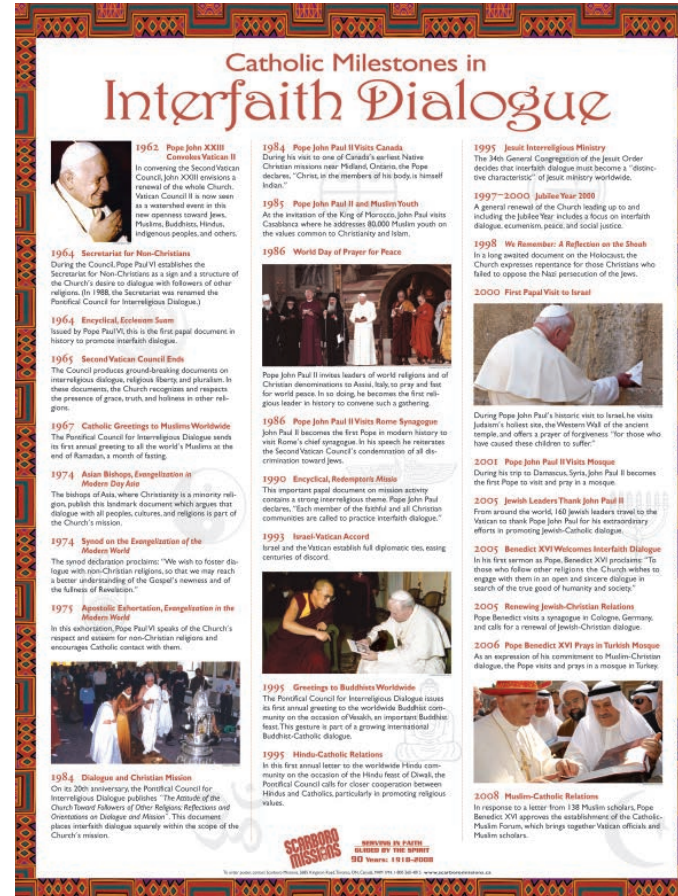 Catholic Milestones in
Interfaith Dialogue
1962 Pope John XXIII
Convokes Vatican II
In convening the Second Vatican
Council, John XXIII envisions a
renewal of the whole Church.
Vatican Council II is now seen
as a watershed event in this
new openness toward Jews,
Muslims, Buddhists, Hindus,
indigenous peoples, and others.
1964 Secretariat for Non-Christians
During the Council, Pope Paul VI establishes the
Secretariat for Non-Christians as a sign and a structure of
the Church's desire to dialogue with followers of other
religions. (In 1988, the Secretariat was renamed the
Pontifical Council for Interreligious Dialogue.)
1964 Encyclical, Ecclesiam Suam
Issued by Pope Paul VI, this is the first papal document in
history to promote interfaith dialogue.
1965 Second Vatican Council Ends
The Council produces ground-breaking documents on
interreligious dialogue, religious liberty, and pluralism. In
these documents, the Church recognizes and respects
the presence of grace, truth, and holiness in other reli-
gions.
1967 Catholic Greetings to Muslims Worldwide
The Pontifical Council for Interreligious Dialogue sends
its first annual greeting to all the world's Muslims at the
end of Ramadan, a month of fasting.
1974 Asian Bishops, Evangelization in
Modern Day Asia
The bishops of Asia, where Christianity is a minority reli-
gion, publish this landmark document which argues that
dialogue with all peoples, cultures, and religions is part of
the Church's mission.
1974 Synod on the Evangelization of the
Modern World
The synod declaration proclaims: "We wish to foster dia-
logue with non-Christian religions, so that we may reach
a better understanding of the Gospel's newness and of
the fullness of Revelation."
1975 Apostolic Exhortation, Evangelization in the
Modern World
In this exhortation, Pope Paul VI speaks of the Church's
respect and esteem for non-Christian religions and
encourages Catholic contact with them.
1984 Dialogue and Christian Mission
On its 20th anniversary, the Pontifical Council for
Interreligious Dialogue publishes "The Attitude of the
Church Toward Followers of Other Religions: Reflections and
Orientations on Dialogue and Mission". This document
places interfaith dialogue squarely within the scope of the
Church's mission.
1984 Pope John Paul II Visits Canada
During his visit to one of Canada's earliest Native
Christian missions near Midland, Ontario, the Pope
declares, "Christ, in the members of his body, is himself
Indian."
1985 Pope John Paul II and Muslim Youth
At the invitation of the King of Morocco, John Paul visits
Casablanca where he addresses 80,000 Muslim youth on
the values common to Christianity and Islam.
1986 World Day of Prayer for Peace
Pope John Paul II invites leaders of world religions and of
Christian denominations to Assisi, Italy, to pray and fast
for world peace. In so doing, he becomes the first reli-
gious leader in history to convene such a gathering.
1986 Pope John Paul II Visits Rome Synagogue
John Paul II becomes the first Pope in modern history to
visit Rome's chief synagogue. In his speech he reiterates
the Second Vatican Council's condemnation of all dis-
crimination toward Jews.
1990 Encyclical, Redemptoris Missio
This important papal document on mission activity
contains a strong interreligious theme. Pope John Paul
declares, "Each member of the faithful and all Christian
communities are called to practice interfaith dialogue."
1993 Israel-Vatican Accord
Israel and the Vatican establish full diplomatic ties, easing
centuries of discord.
1995 Greetings to Buddhists Worldwide
The Pontifical Council for Interreligious Dialogue issues
its first annual greeting to the worldwide Buddhist com-
munity on the occasion of Vesakh, an important Buddhist
feast. This gesture is part of a growing international
Buddhist-Catholic dialogue.
1995 Hindu-Catholic Relations
In this first annual letter to the worldwide Hindu com-
munity on the occasion of the Hindu feast of Diwali, the
Pontifical Council calls for closer cooperation between
Hindus and Catholics, particularly in promoting religious
values.
1995 Jesuit Interreligious Ministry
The 34th General Congregation of the Jesuit Order
decides that interfaith dialogue must become a "distinc-
tive characteristic" of Jesuit ministry worldwide.
1997–2000 Jubilee Year 2000
A general renewal of the Church leading up to and
including the Jubilee Year includes a focus on interfaith
dialogue, ecumenism, peace, and social justice.
1998 We Remember: A Reflection on the Shoah
In a long awaited document on the Holocaust, the
Church expresses repentance for those Christians who
failed to oppose the Nazi persecution of the Jews.
2000 First Papal Visit to Israel
During Pope John Paul's historic visit to Israel, he visits
Judaism's holiest site, the Western Wall of the ancient
temple, and offers a prayer of forgiveness "for those who
have caused these children to suffer."
2001 Pope John Paul II Visits Mosque
During his trip to Damascus, Syria, John Paul II becomes
the first Pope to visit and pray in a mosque.
2005 Jewish Leaders Thank John Paul II
From around the world, 160 Jewish leaders travel to the
Vatican to thank Pope John Paul for his extraordinary
efforts in promoting Jewish-Catholic dialogue.
2005 Benedict XVI Welcomes Interfaith Dialogue
In his first sermon as Pope, Benedict XVI proclaims: "To
those who follow other religions the Church wishes to
engage with them in an open and sincere dialogue in
search of the true good of humanity and society."
2005 Renewing Jewish-Christian Relations
Pope Benedict visits a synagogue in Cologne, Germany,
and calls for a renewal of Jewish-Christian dialogue.
2006 Pope Benedict XVI Prays in Turkish Mosque
As an expression of his commitment to Muslim-Christian
dialogue, the Pope visits and prays in a mosque in Turkey.
2008 Muslim-Catholic Relations
In response to a letter from 138 Muslim scholars, Pope
Benedict XVI approves the establishment of the Catholic-
Muslim Forum, which brings together Vatican officials and
Muslim scholars.
SCARBORO
MISSIONS
SERVING IN FAITH
GUIDED BY THE SPIRIT
90 Years: 1918-2008
www.scarboromissions.ca